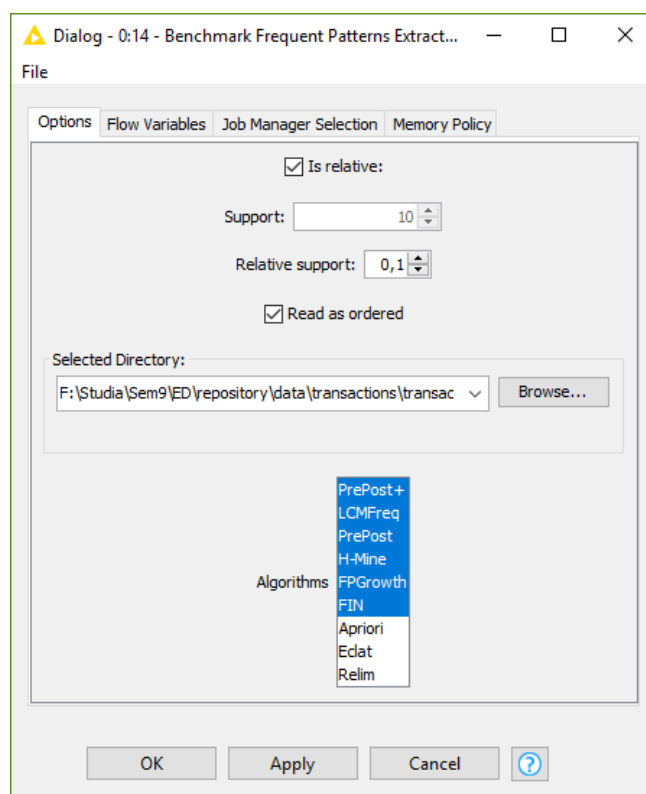 Dialog - 0:14 - Benchmark Frequent Patterns Extract...
File
Options Flow Variables Job Manager Selection Memory Policy
Is relative:
Support: 10
Relative support: 0,1
Read as ordered
Selected Directory:
F:\Studia\Sem9\ED\repository\data\transactions\transac Browse...
PrePost+
LCMFreq
PrePost
H-Mine
Algorithms FPGrowth
FIN
Apriori
Eclat
Relim
OK Apply Cancel ?